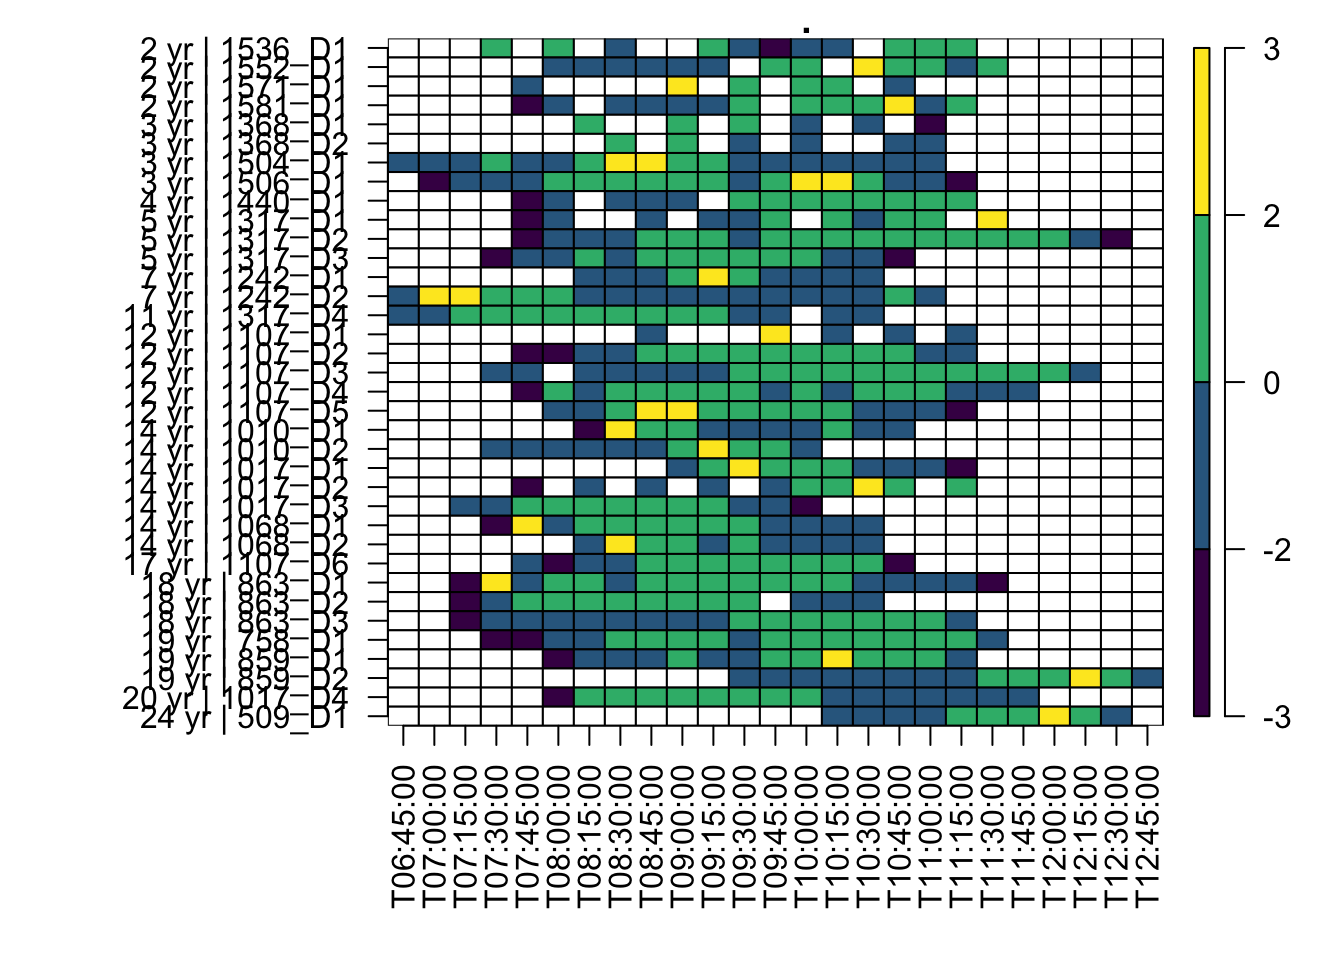 .
2 yr | 1536_D1
2 yr | 1552_D1
2 yr | 1571_D1
2 yr | 1581_D1
3 yr | 1368_D1
3 yr | 1368_D2
3 yr | 1504_D1
3 yr | 1506_D1
4 yr | 1440_D1
5 yr | 1317_D1
5 yr | 1317_D2
5 yr | 1317_D3
7 yr | 1242_D1
7 yr | 1242_D2
11 yr | 1317_D4
12 yr | 1107_D1
12 yr | 1107_D2
12 yr | 1107_D3
12 yr | 1107_D4
12 yr | 1107_D5
14 yr | 1010_D1
14 yr | 1010_D2
14 yr | 1017_D1
14 yr | 1017_D2
14 yr | 1017_D3
14 yr | 1068_D1
14 yr | 1068_D2
17 yr | 1107_D6
18 yr | 863_D1
18 yr | 863_D2
18 yr | 863_D3
19 yr | 758_D1
19 yr | 859_D1
19 yr | 859_D2
20 yr | 1017_D4
24 yr | 509_D1
T06:45:00
T07:00:00
T07:15:00
T07:30:00
T07:45:00
T08:00:00
T08:15:00
T08:30:00
T08:45:00
T09:00:00
T09:15:00
T09:30:00
T09:45:00
T10:00:00
T10:15:00
T10:30:00
T10:45:00
T11:00:00
T11:15:00
T11:30:00
T11:45:00
T12:00:00
T12:15:00
T12:30:00
T12:45:00
3
2
0
-2
-3